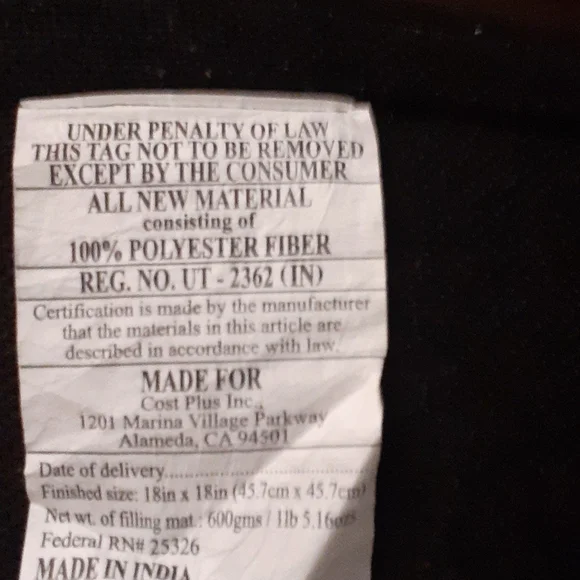 UNDER PENALTY OF LAW
THIS TAG NOT TO BE REMOVED
EXCEPT BY THE CONSUMER
ALL NEW MATERIAL
consisting of
100% POLYESTER FIBER
REG. NO. UT - 2362 (IN)
Certification is made by the manufacturer
that the materials in this article are
described in accordance with law.
MADE FOR
Cost Plus Inc.,
1201 Marina Village Parkway
Alameda, CA 94501
Date of delivery..............................
Finished size: 18in x 18in (45.7cm x 45.7cm)
Net wt. of filling mat.: 600gms / 1lb 5.16ozs
Federal RN# 25326
MADE IN INDIA